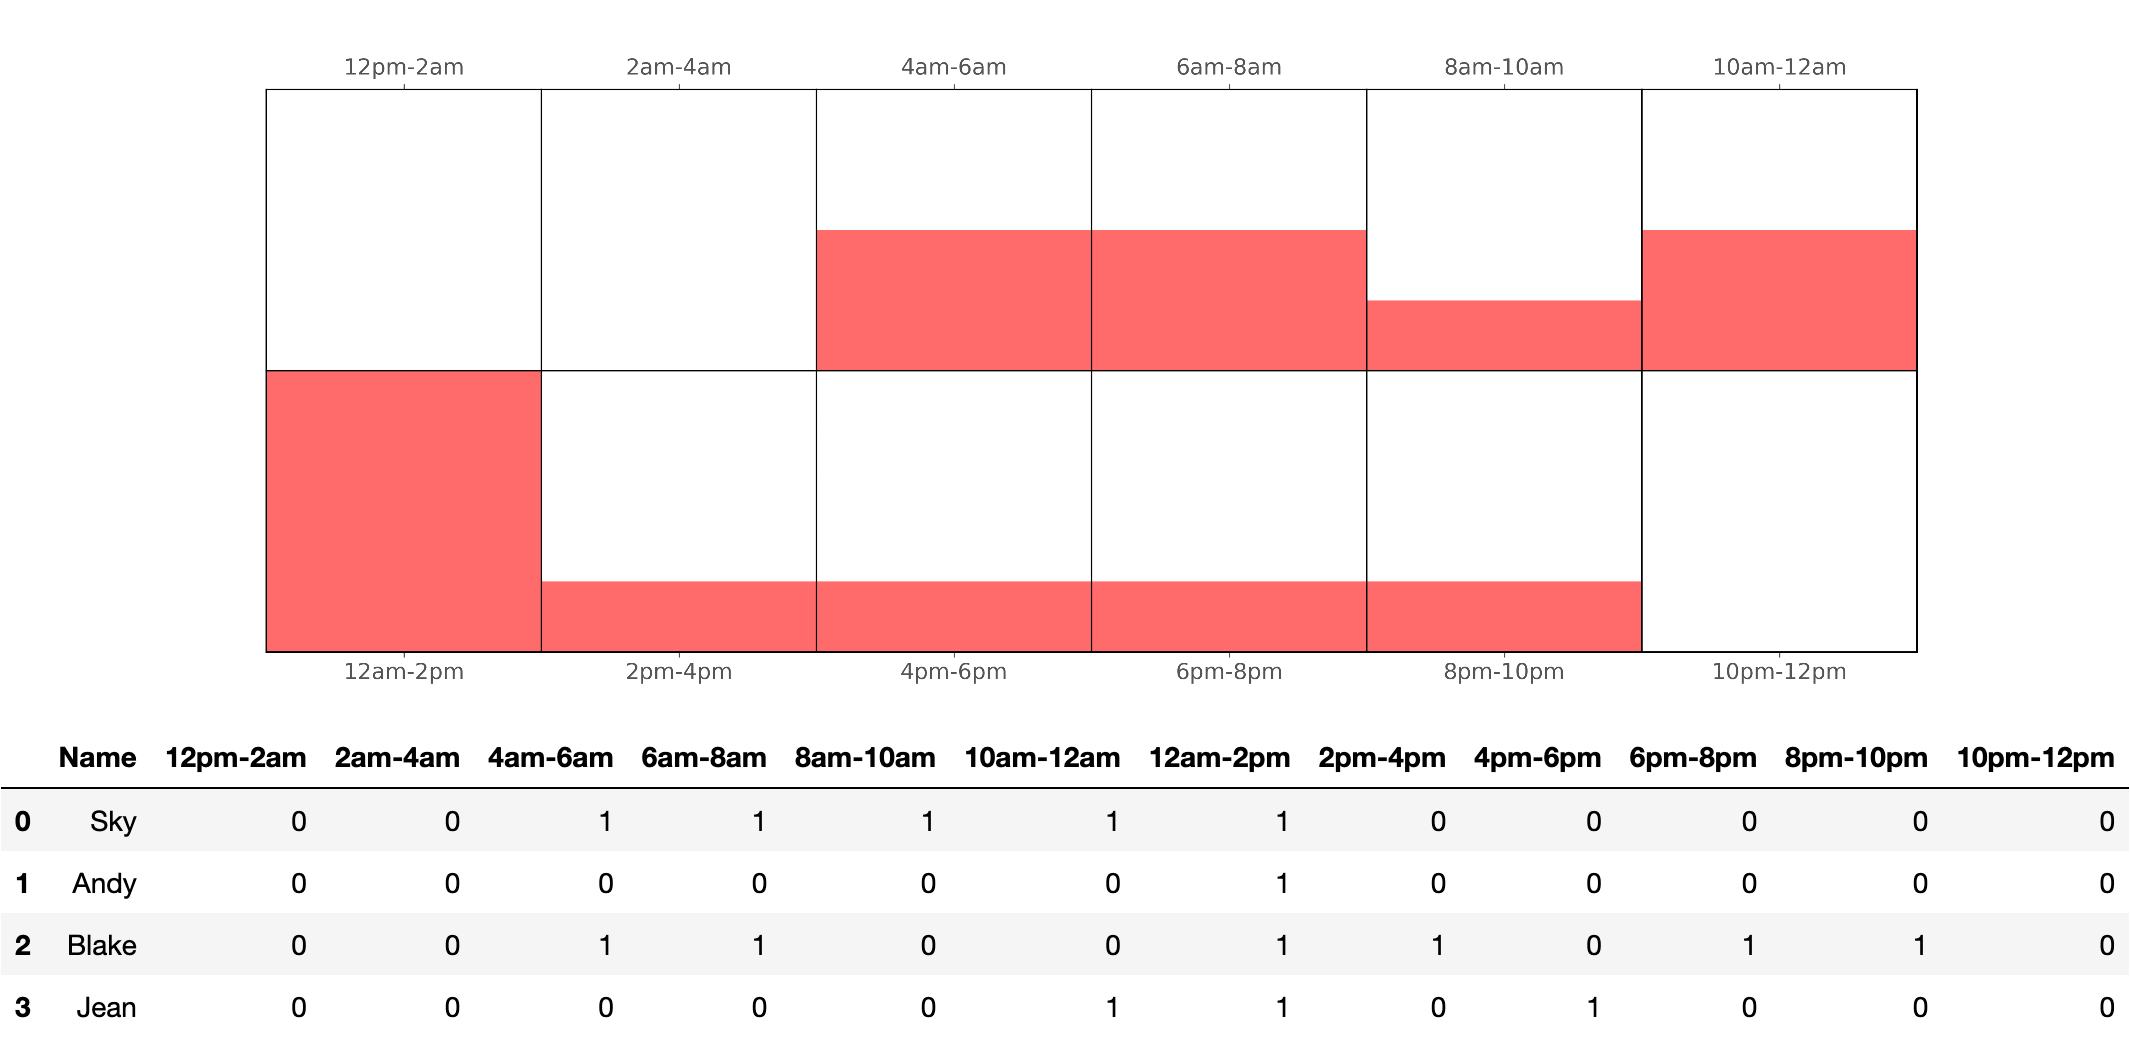 12pm-2am 2am-4am 4am-6am 6am-8am 8am-10am 10am-12am
12am-2pm 2pm-4pm 4pm-6pm 6pm-8pm 8pm-10pm 10pm-12pm
Name 12pm-2am 2am-4am 4am-6am 6am-8am 8am-10am 10am-12am 12am-2pm 2pm-4pm 4pm-6pm 6pm-8pm 8pm-10pm 10pm-12pm
0 Sky 0 0 1 1 1 1 1 0 0 0 0 0
1 Andy 0 0 0 0 0 0 1 0 0 0 0 0
2 Blake 0 0 1 1 0 0 1 1 0 1 1 0
3 Jean 0 0 0 0 0 1 1 0 1 0 0 0